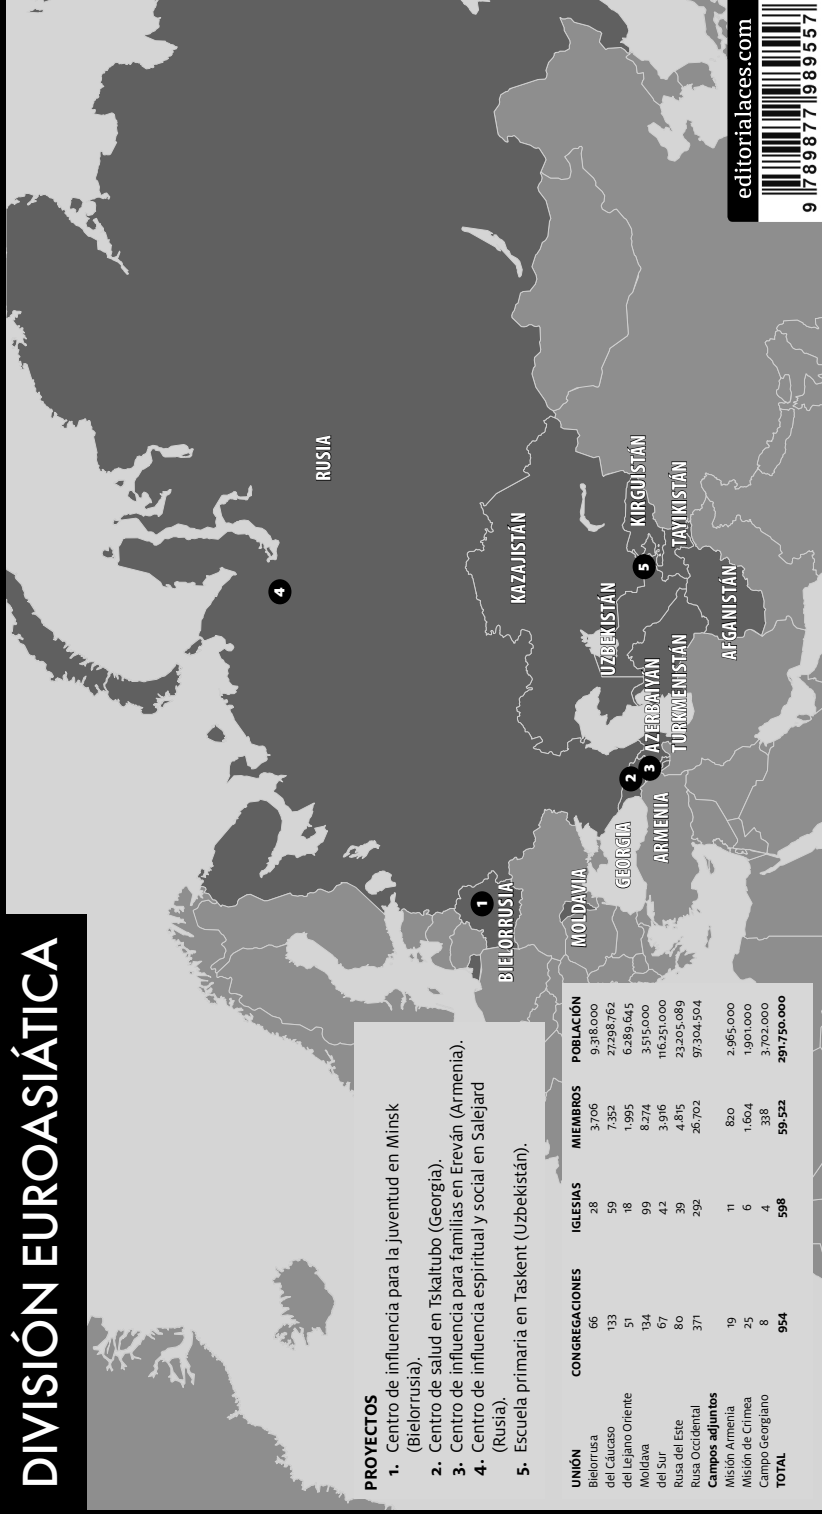 DIVISIÓN EUROASIÁTICA
PROYECTOS
1. Centro de influencia para la juventud en Minsk
(Bielorrusia).
2. Centro de salud en Tskaltubo (Georgia).
3. Centro de influencia para familias en Ereván (Armenia).
4. Centro de influencia espiritual y social en Salejard
(Rusia).
5. Escuela primaria en Taskent (Uzbekistán).
UNIÓN CONGREGACIONES IGLESIAS MIEMBROS POBLACIÓN
Bielorrusa 66 28 3.706 9.318.000
del Cáucaso 133 59 7.352 27.298.762
del Lejano Oriente 51 18 1.995 6.289.645
Moldava 134 99 8.274 3.515.000
del Sur 67 42 3.916 116.251.000
Rusa del Este 80 39 4.815 23.205.089
Rusa Occidental 371 292 26.702 97.304.504
Campos adjuntos
Misión Armenia 19 11 820 2.965.000
Misión de Crimea 25 6 1.604 1.901.000
Campo Georgiano 8 4 338 3.702.000
TOTAL 954 598 59.522 291.750.000
RUSIA
4
1
BIELORRUSIA
MOLDAVIA
GEORGIA
2
ARMENIA
3
AZERBAIYÁN
TURKMENISTÁN
KAZAJISTÁN
UZBEKISTÁN
5
KIRGUISTÁN
TAYIKISTÁN
AFGANISTÁN
editorialaces.com
9 789877 989557